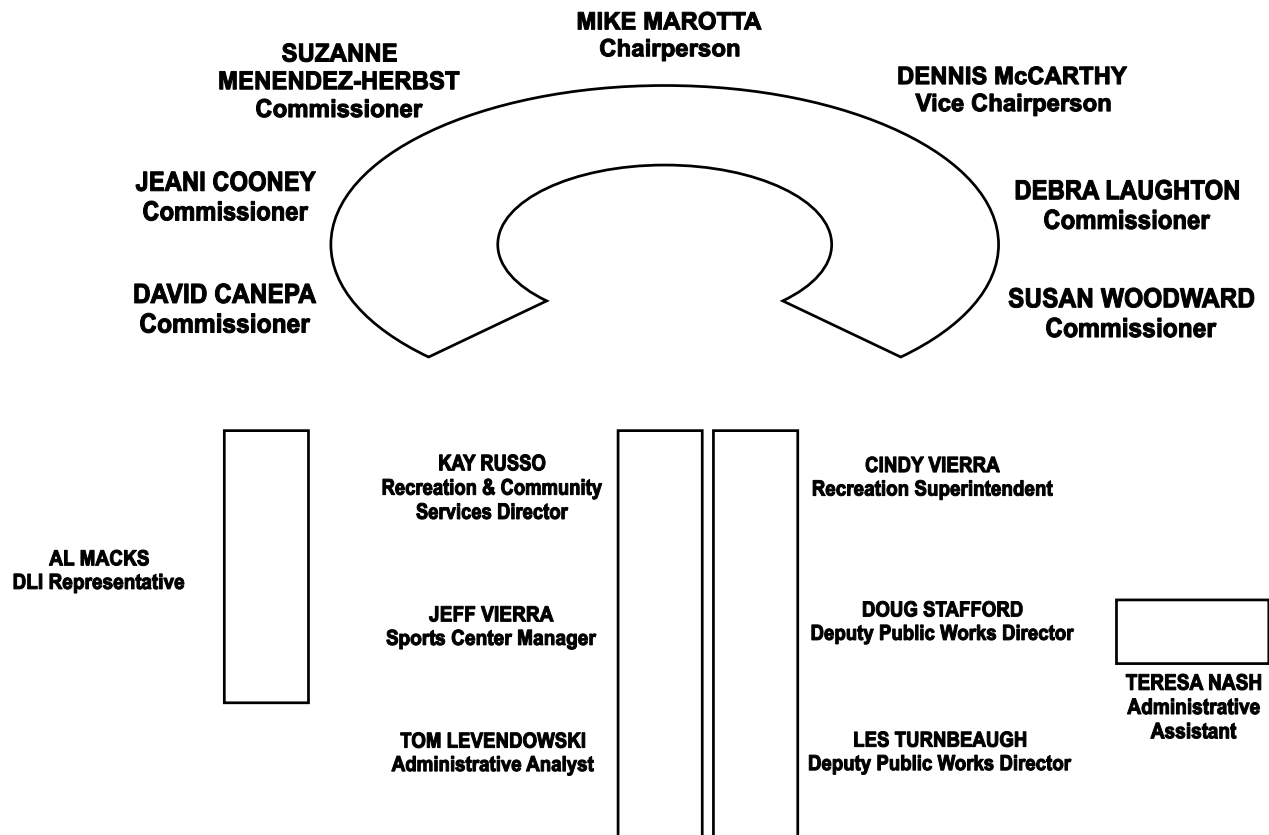 MIKE MAROTTA
Chairperson
SUZANNE
MENENDEZ-HERBST
Commissioner
DENNIS McCARTHY
Vice Chairperson
JEANI COONEY
Commissioner
DEBRA LAUGHTON
Commissioner
DAVID CANEPA
Commissioner
SUSAN WOODWARD
Commissioner
KAY RUSSO
Recreation & Community
Services Director
CINDY VIERRA
Recreation Superintendent
AL MACKS
DLI Representative
JEFF VIERRA
Sports Center Manager
DOUG STAFFORD
Deputy Public Works Director
TERESA NASH
Administrative
Assistant
TOM LEVENDOWSKI
Administrative Analyst
LES TURNBEAUGH
Deputy Public Works Director